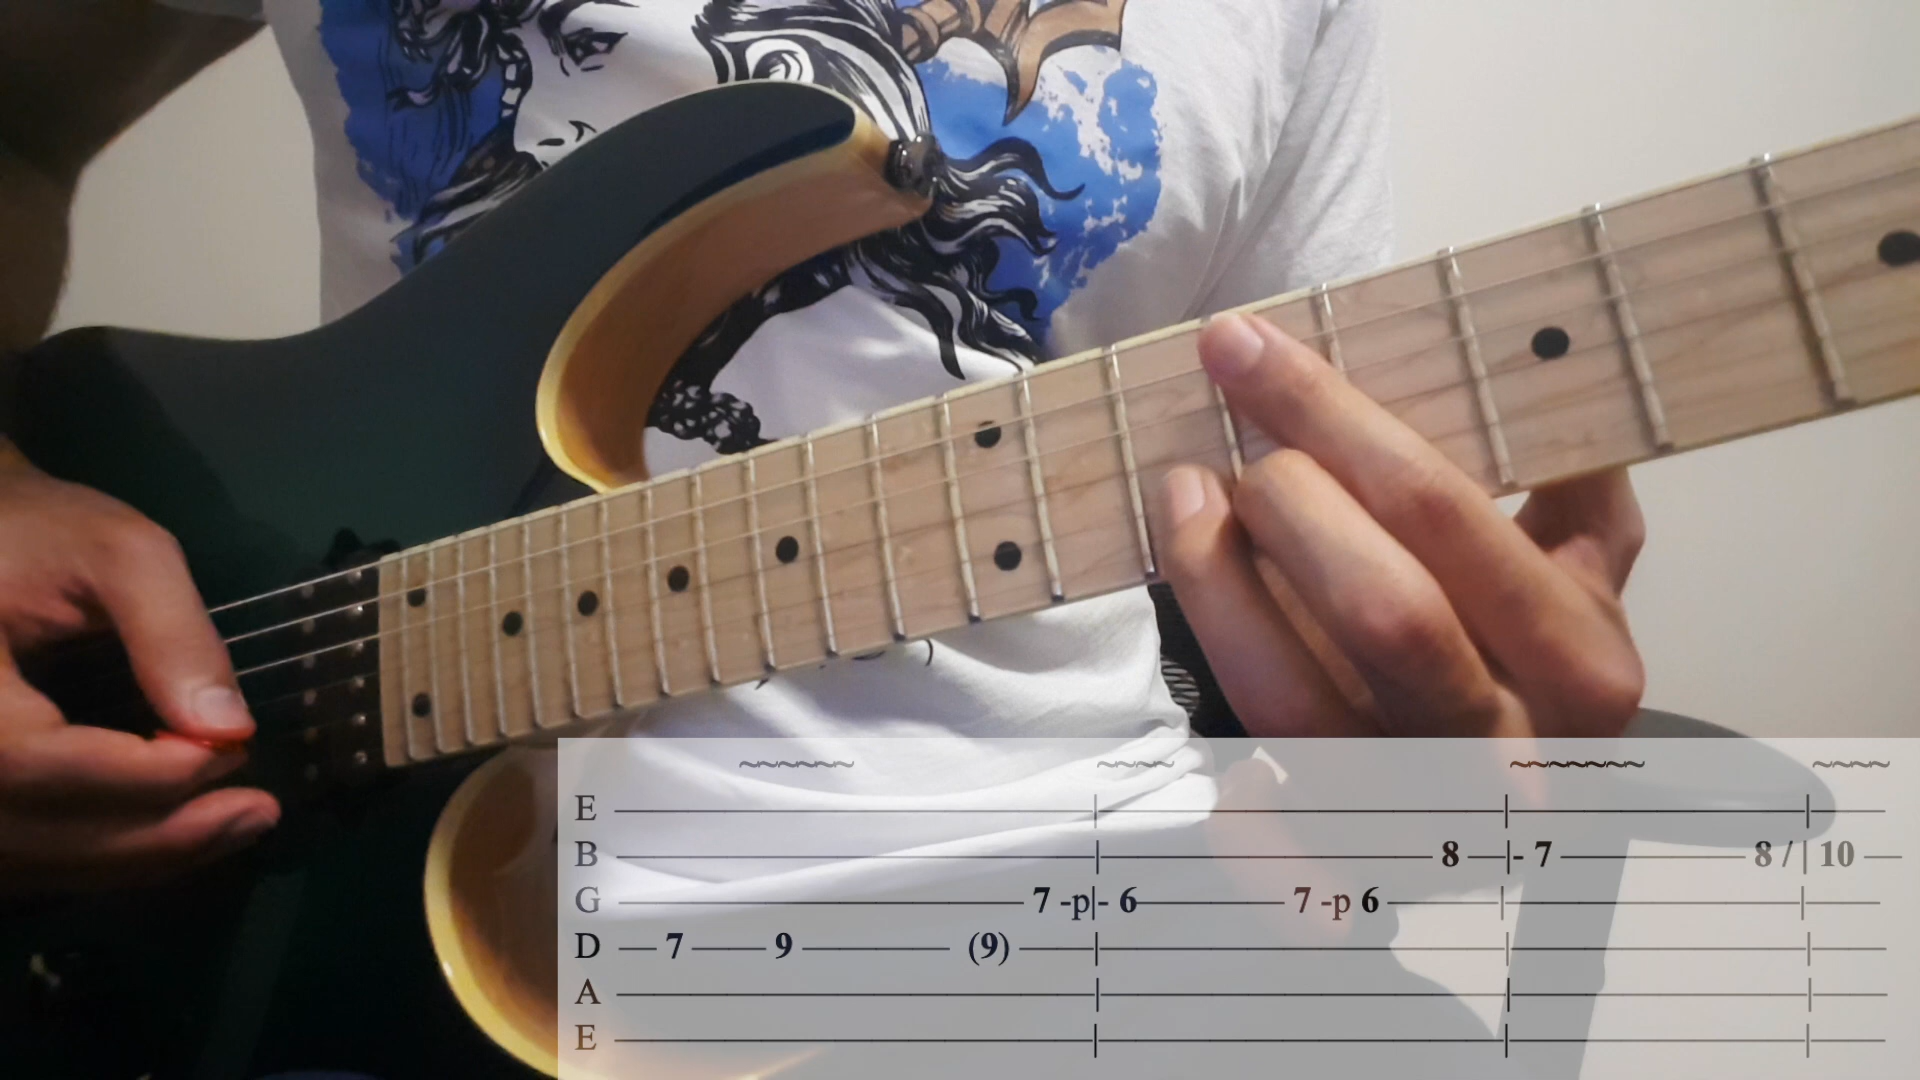 ~~~~~~ ~~~~ ~~~~~~~ ~~~~
E ——————|——————|————|———
B ——————|—————— 8 —|- 7 ———— 8 / | 10 —
G —————— 7 -p|- 6 ———— 7 -p 6 ———|————|———
D — 7 —— 9 ———— (9) ——|——————|————|———
A ——————|——————|————|———
E ——————|——————|————|———